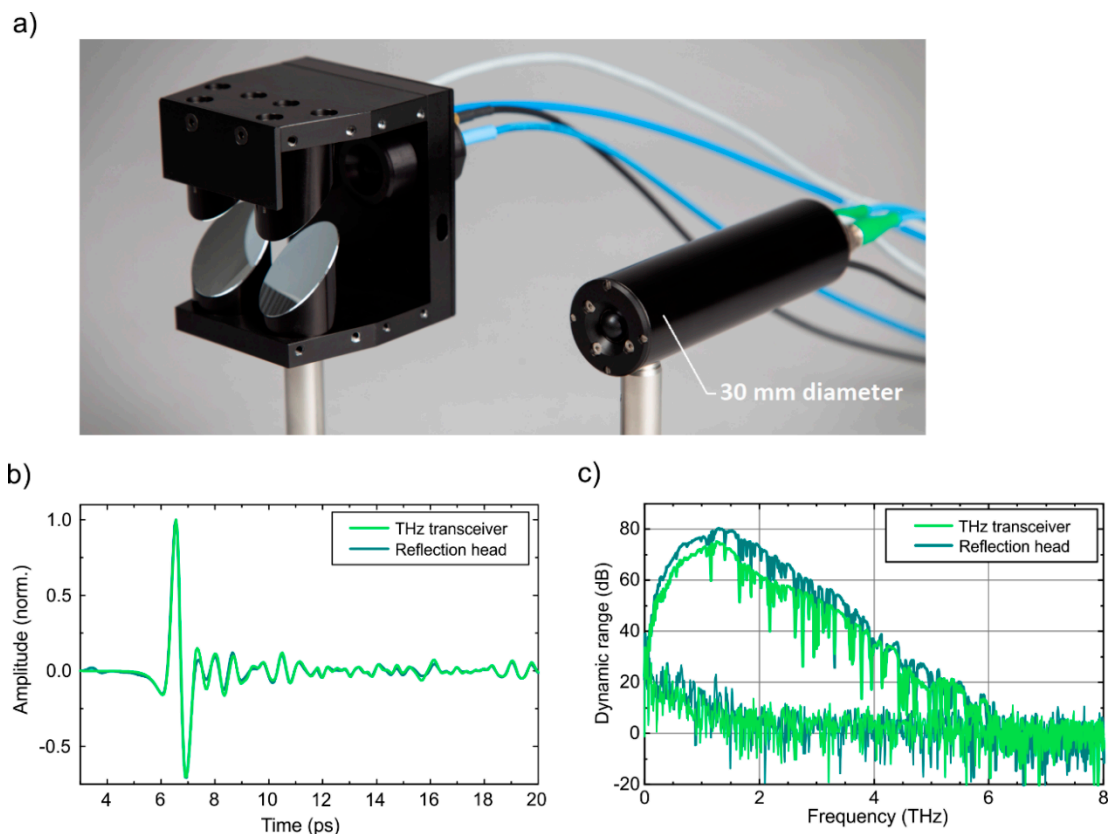 a)
30 mm diameter
b)
THz transceiver
Reflection head
Amplitude (norm.)
1.0
0.5
0.0
-0.5
4 6 8 10 12 14 16 18 20
Time (ps)
c)
THz transceiver
Reflection head
Dynamic range (dB)
80
60
40
20
0
-20
0 2 4 6 8
Frequency (THz)